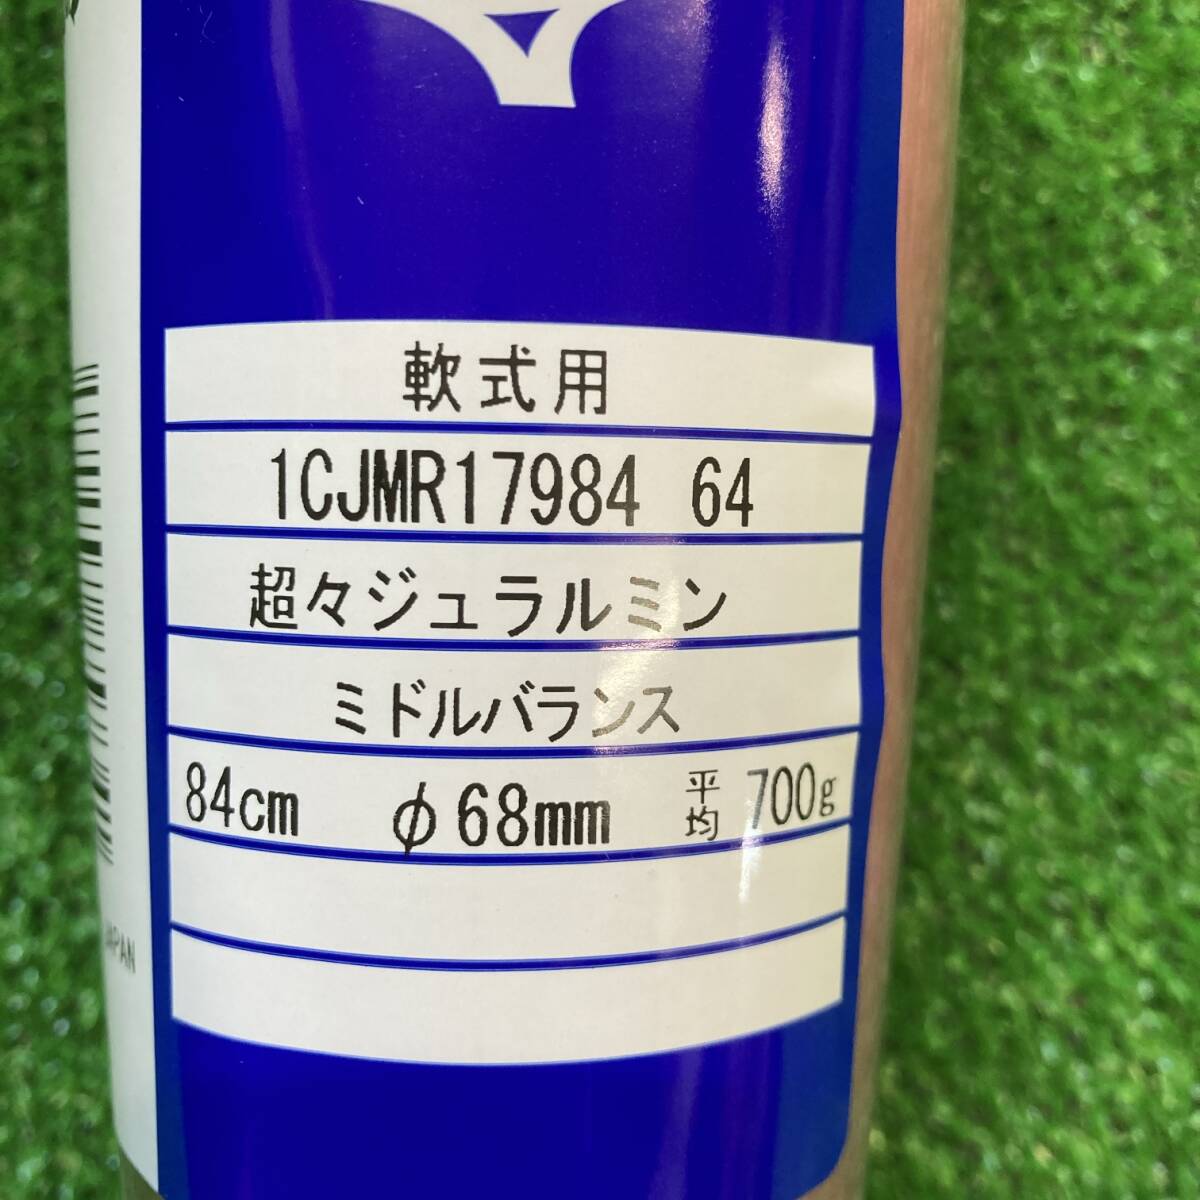 軟式用
1CJMR17984 64
超々ジュラルミン
ミドルバランス
84cm φ68mm 平均 700g
JAPAN